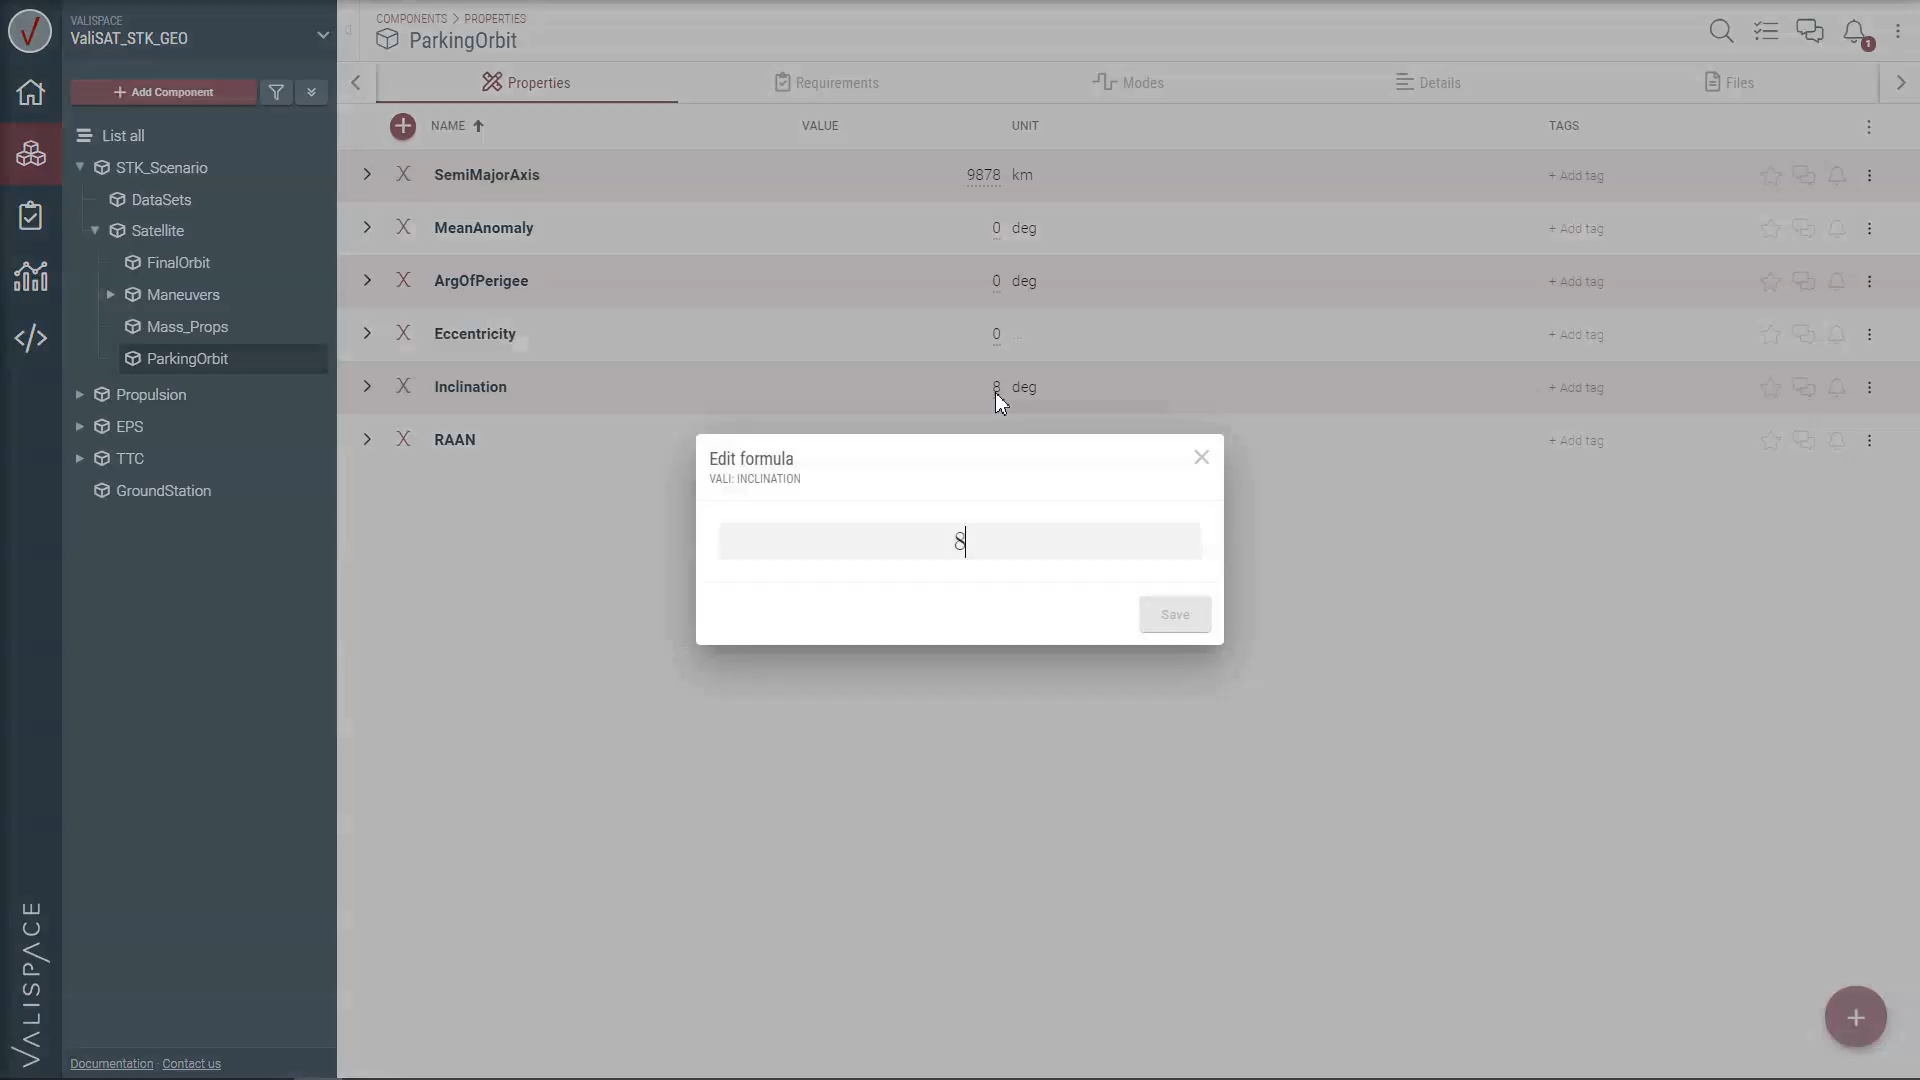 VALISPACE
ValiSAT_STK_GEO
COMPONENTS > PROPERTIES
ParkingOrbit
1
Add Component
Properties
Requirements
Modes
Details
Files
NAME
VALUE
UNIT
TAGS
List all
STK_Scenario
DataSets
Satellite
FinalOrbit
Maneuvers
Mass_Props
ParkingOrbit
Propulsion
EPS
TTC
GroundStation
SemiMajorAxis 9878 km + Add tag
MeanAnomaly 0 deg + Add tag
ArgOfPerigee 0 deg + Add tag
Eccentricity 0 ... + Add tag
Inclination 8 deg + Add tag
RAAN + Add tag
Edit formula
VALI: INCLINATION
8
Save
VALISPACE
Documentation · Contact us